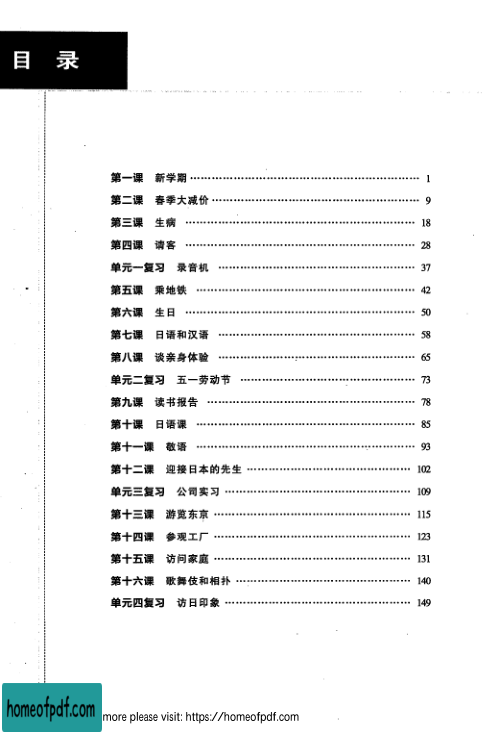 目 录
第一课 新学期 …… 1
第二课 春季大减价 …… 9
第三课 生病 …… 18
第四课 请客 …… 28
单元一复习 录音机 …… 37
第五课 乘地铁 …… 42
第六课 生日 …… 50
第七课 日语和汉语 …… 58
第八课 谈亲身体验 …… 65
单元二复习 五一劳动节 …… 73
第九课 读书报告 …… 78
第十课 日语课 …… 85
第十一课 敬语 …… 93
第十二课 迎接日本的先生 …… 102
单元三复习 公司实习 …… 109
第十三课 游览东京 …… 115
第十四课 参观工厂 …… 123
第十五课 访问家庭 …… 131
第十六课 歌舞伎和相扑 …… 140
单元四复习 访日印象 …… 149
homeofpdf.com
more please visit: https://homeofpdf.com